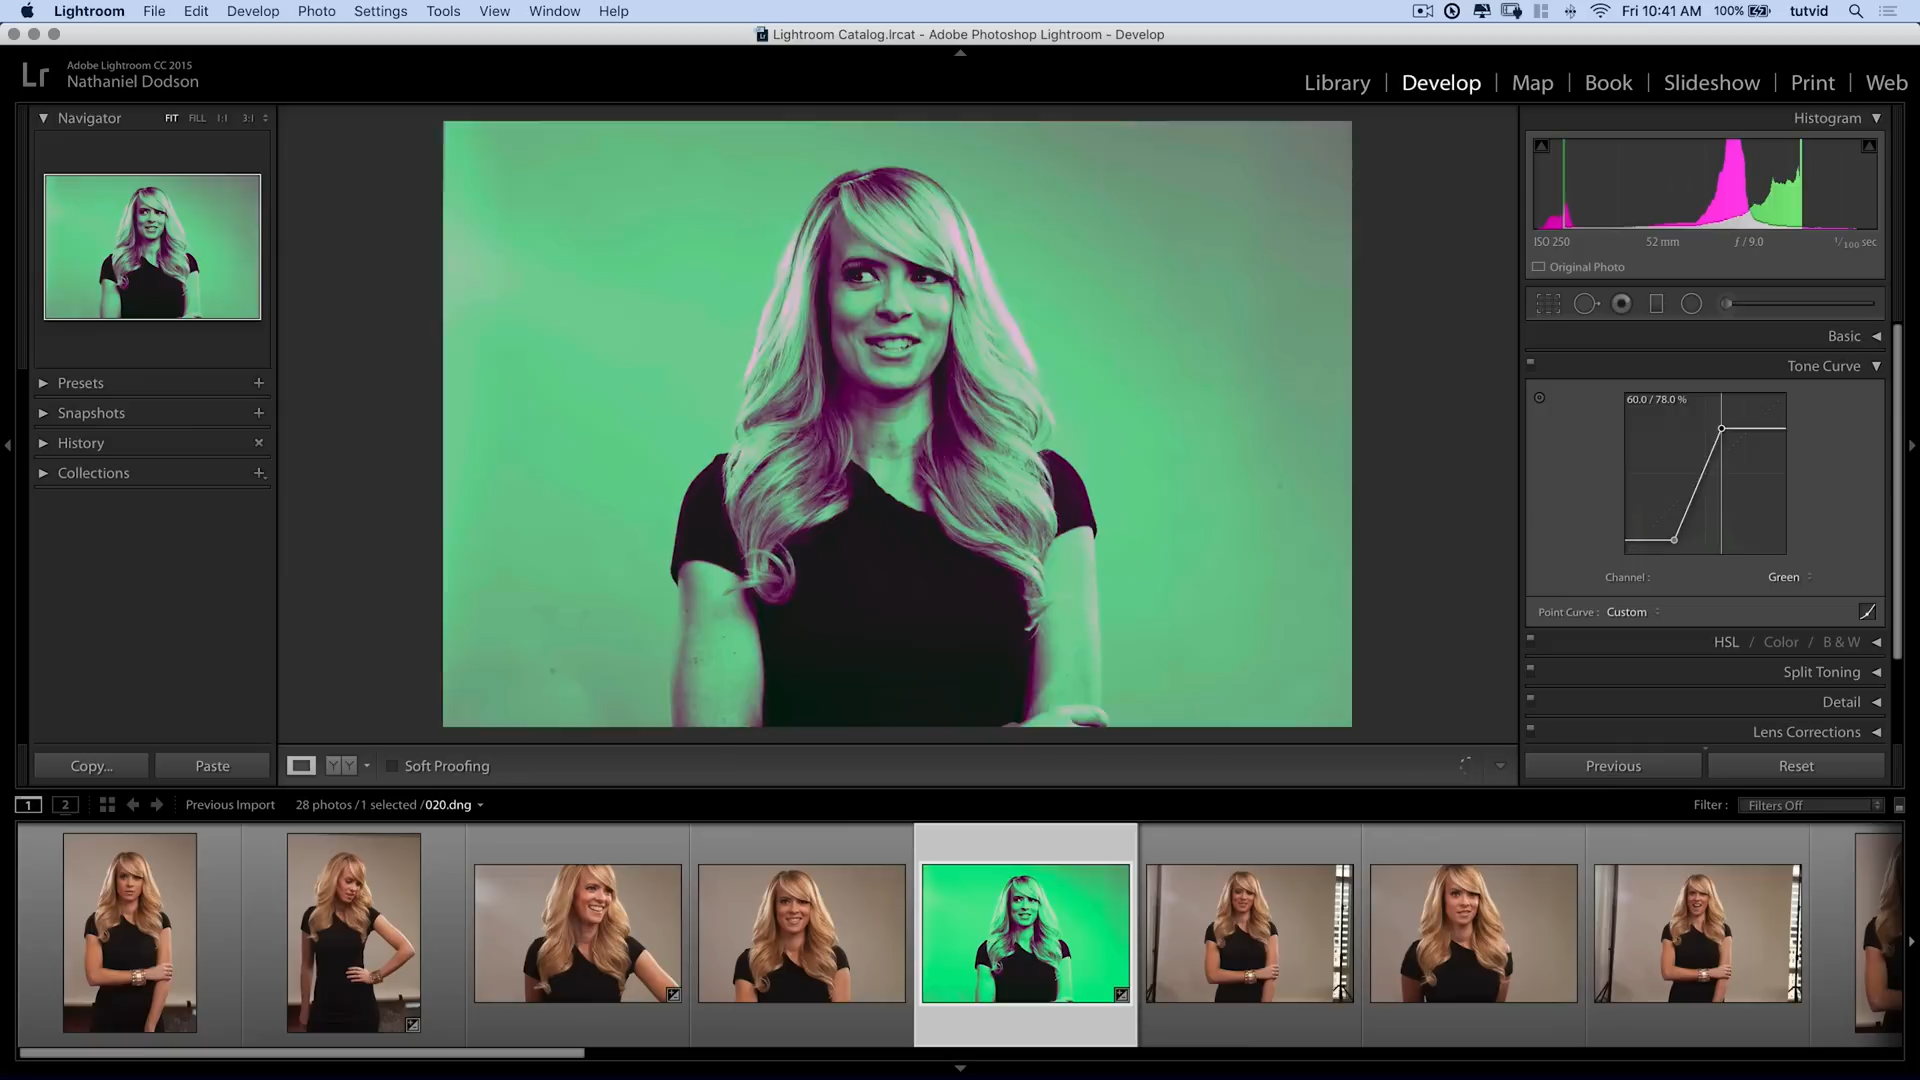 Lightroom File Edit Develop Photo Settings Tools View Window Help Fri 10:41 AM 100% tutvid
Lightroom Catalog.lrcat - Adobe Photoshop Lightroom - Develop
Lr Adobe Lightroom CC 2015
Nathaniel Dodson
Library | Develop | Map | Book | Slideshow | Print | Web
Navigator FIT FILL 1:1 3:1
Histogram
ISO 250 52 mm ƒ / 9.0 1/100 sec
Original Photo
Basic
Tone Curve
60.0 / 78.0 %
Channel : Green
Point Curve : Custom
HSL / Color / B & W
Split Toning
Detail
Lens Corrections
Previous Reset
Presets
Snapshots
History
Collections
Copy... Paste
YY Soft Proofing
1 2 Previous Import 28 photos / 1 selected / 020.dng Filter : Filters Off